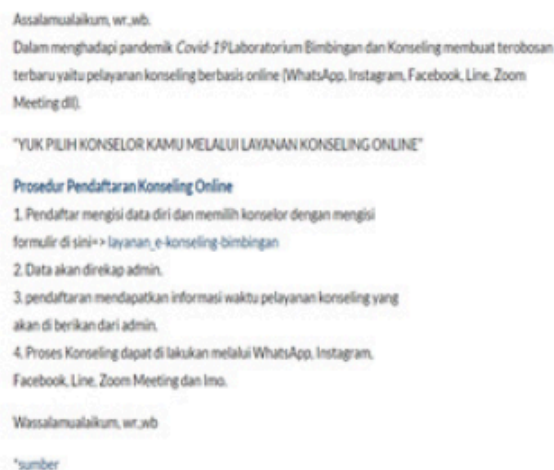 Assalamualaikum, wr.,wb.
Dalam menghadapi pandemik Covid-19Laboratorium Bimbingan dan Konseling membuat terobosan
terbaru yaitu pelayanan konseling berbasis online (WhatsApp, Instagram, Facebook, Line, Zoom
Meeting dll).
"YUK PILIH KONSELOR KAMU MELALUI LAYANAN KONSELING ONLINE"
Prosedur Pendaftaran Konseling Online
1. Pendaftar mengisi data diri dan memilih konselor dengan mengisi
formulir di sini=> layanan_e-konseling-bimbingan
2. Data akan direkap admin.
3. pendaftaran mendapatkan informasi waktu pelayanan konseling yang
akan di berikan dari admin.
4. Proses Konseling dapat di lakukan melalui WhatsApp, Instagram,
Facebook, Line, Zoom Meeting dan Imo.
Wassalamualaikum, wr.,wb
*sumber